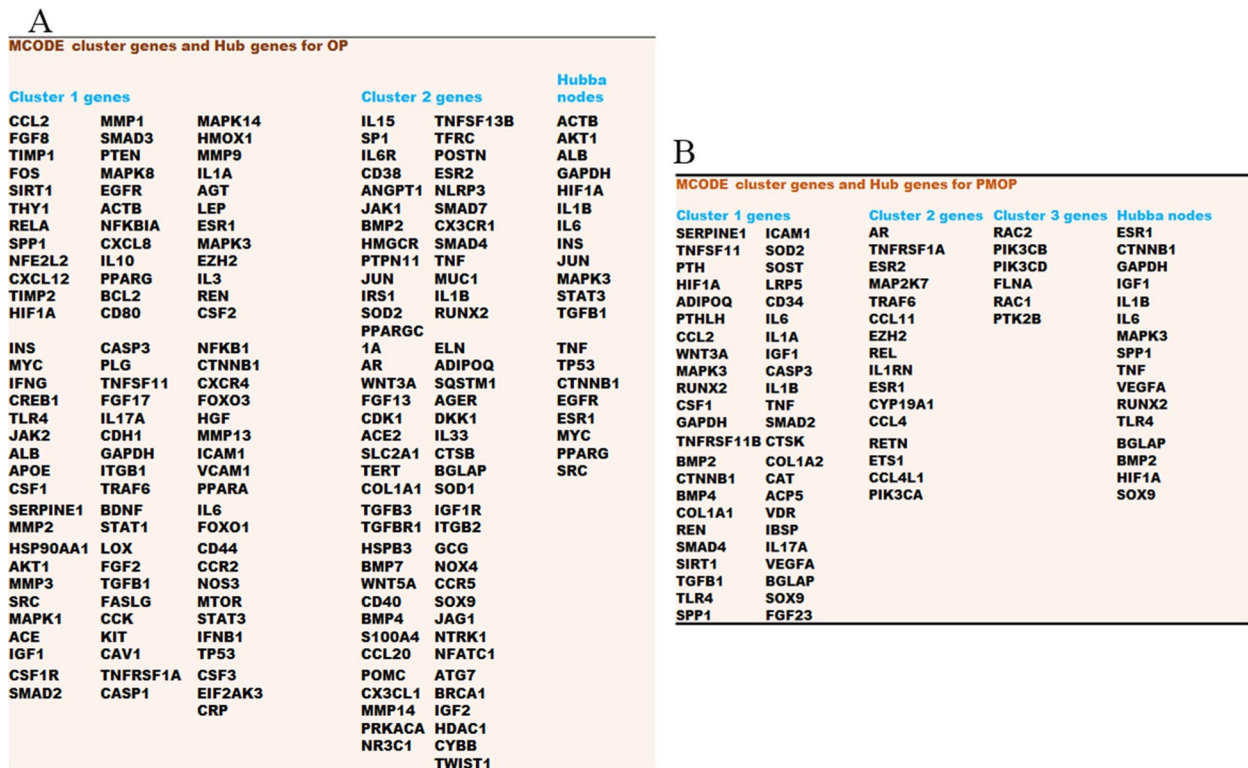 A
MCODE cluster genes and Hub genes for OP
Hubba
Cluster 1 genes Cluster 2 genes nodes
CCL2 MMP1 MAPK14 IL15 TNFSF13B ACTB
FGF8 SMAD3 HMOX1 SP1 TFRC AKT1
TIMP1 PTEN MMP9 IL6R POSTN ALB
FOS MAPK8 IL1A CD38 ESR2 GAPDH
SIRT1 EGFR AGT ANGPT1 NLRP3 HIF1A
THY1 ACTB LEP JAK1 SMAD7 IL1B
RELA NFKBIA ESR1 BMP2 CX3CR1 IL6
SPP1 CXCL8 MAPK3 HMGCR SMAD4 INS
NFE2L2 IL10 EZH2 PTPN11 TNF JUN
CXCL12 PPARG IL3 JUN MUC1 MAPK3
TIMP2 BCL2 REN IRS1 IL1B STAT3
HIF1A CD80 CSF2 SOD2 RUNX2 TGFB1
PPARGC
INS CASP3 NFKB1 1A ELN TNF
MYC PLG CTNNB1 AR ADIPOQ TP53
IFNG TNFSF11 CXCR4 WNT3A SQSTM1 CTNNB1
CREB1 FGF17 FOXO3 FGF13 AGER EGFR
TLR4 IL17A HGF CDK1 DKK1 ESR1
JAK2 CDH1 MMP13 ACE2 IL33 MYC
ALB GAPDH ICAM1 SLC2A1 CTSB PPARG
APOE ITGB1 VCAM1 TERT BGLAP SRC
CSF1 TRAF6 PPARA COL1A1 SOD1
SERPINE1 BDNF IL6 TGFB3 IGF1R
MMP2 STAT1 FOXO1 TGFBR1 ITGB2
HSP90AA1 LOX CD44 HSPB3 GCG
AKT1 FGF2 CCR2 BMP7 NOX4
MMP3 TGFB1 NOS3 WNT5A CCR5
SRC FASLG MTOR CD40 SOX9
MAPK1 CCK STAT3 BMP4 JAG1
ACE KIT IFNB1 S100A4 NTRK1
IGF1 CAV1 TP53 CCL20 NFATC1
CSF1R TNFRSF1A CSF3 POMC ATG7
SMAD2 CASP1 EIF2AK3 CX3CL1 BRCA1
CRP MMP14 IGF2
PRKACA HDAC1
NR3C1 CYBB
TWIST1
B
MCODE cluster genes and Hub genes for PMOP
Cluster 1 genes Cluster 2 genes Cluster 3 genes Hubba nodes
SERPINE1 ICAM1 AR RAC2 ESR1
TNFSF11 SOD2 TNFRSF1A PIK3CB CTNNB1
PTH SOST ESR2 PIK3CD GAPDH
HIF1A LRP5 MAP2K7 FLNA IGF1
ADIPOQ CD34 TRAF6 RAC1 IL1B
PTHLH IL6 CCL11 PTK2B IL6
CCL2 IL1A EZH2 MAPK3
WNT3A IGF1 REL SPP1
MAPK3 CASP3 IL1RN TNF
RUNX2 IL1B ESR1 VEGFA
CSF1 TNF CYP19A1 RUNX2
GAPDH SMAD2 CCL4 TLR4
TNFRSF11B CTSK RETN BGLAP
BMP2 COL1A2 ETS1 BMP2
CTNNB1 CAT CCL4L1 HIF1A
BMP4 ACP5 PIK3CA SOX9
COL1A1 VDR
REN IBSP
SMAD4 IL17A
SIRT1 VEGFA
TGFB1 BGLAP
TLR4 SOX9
SPP1 FGF23